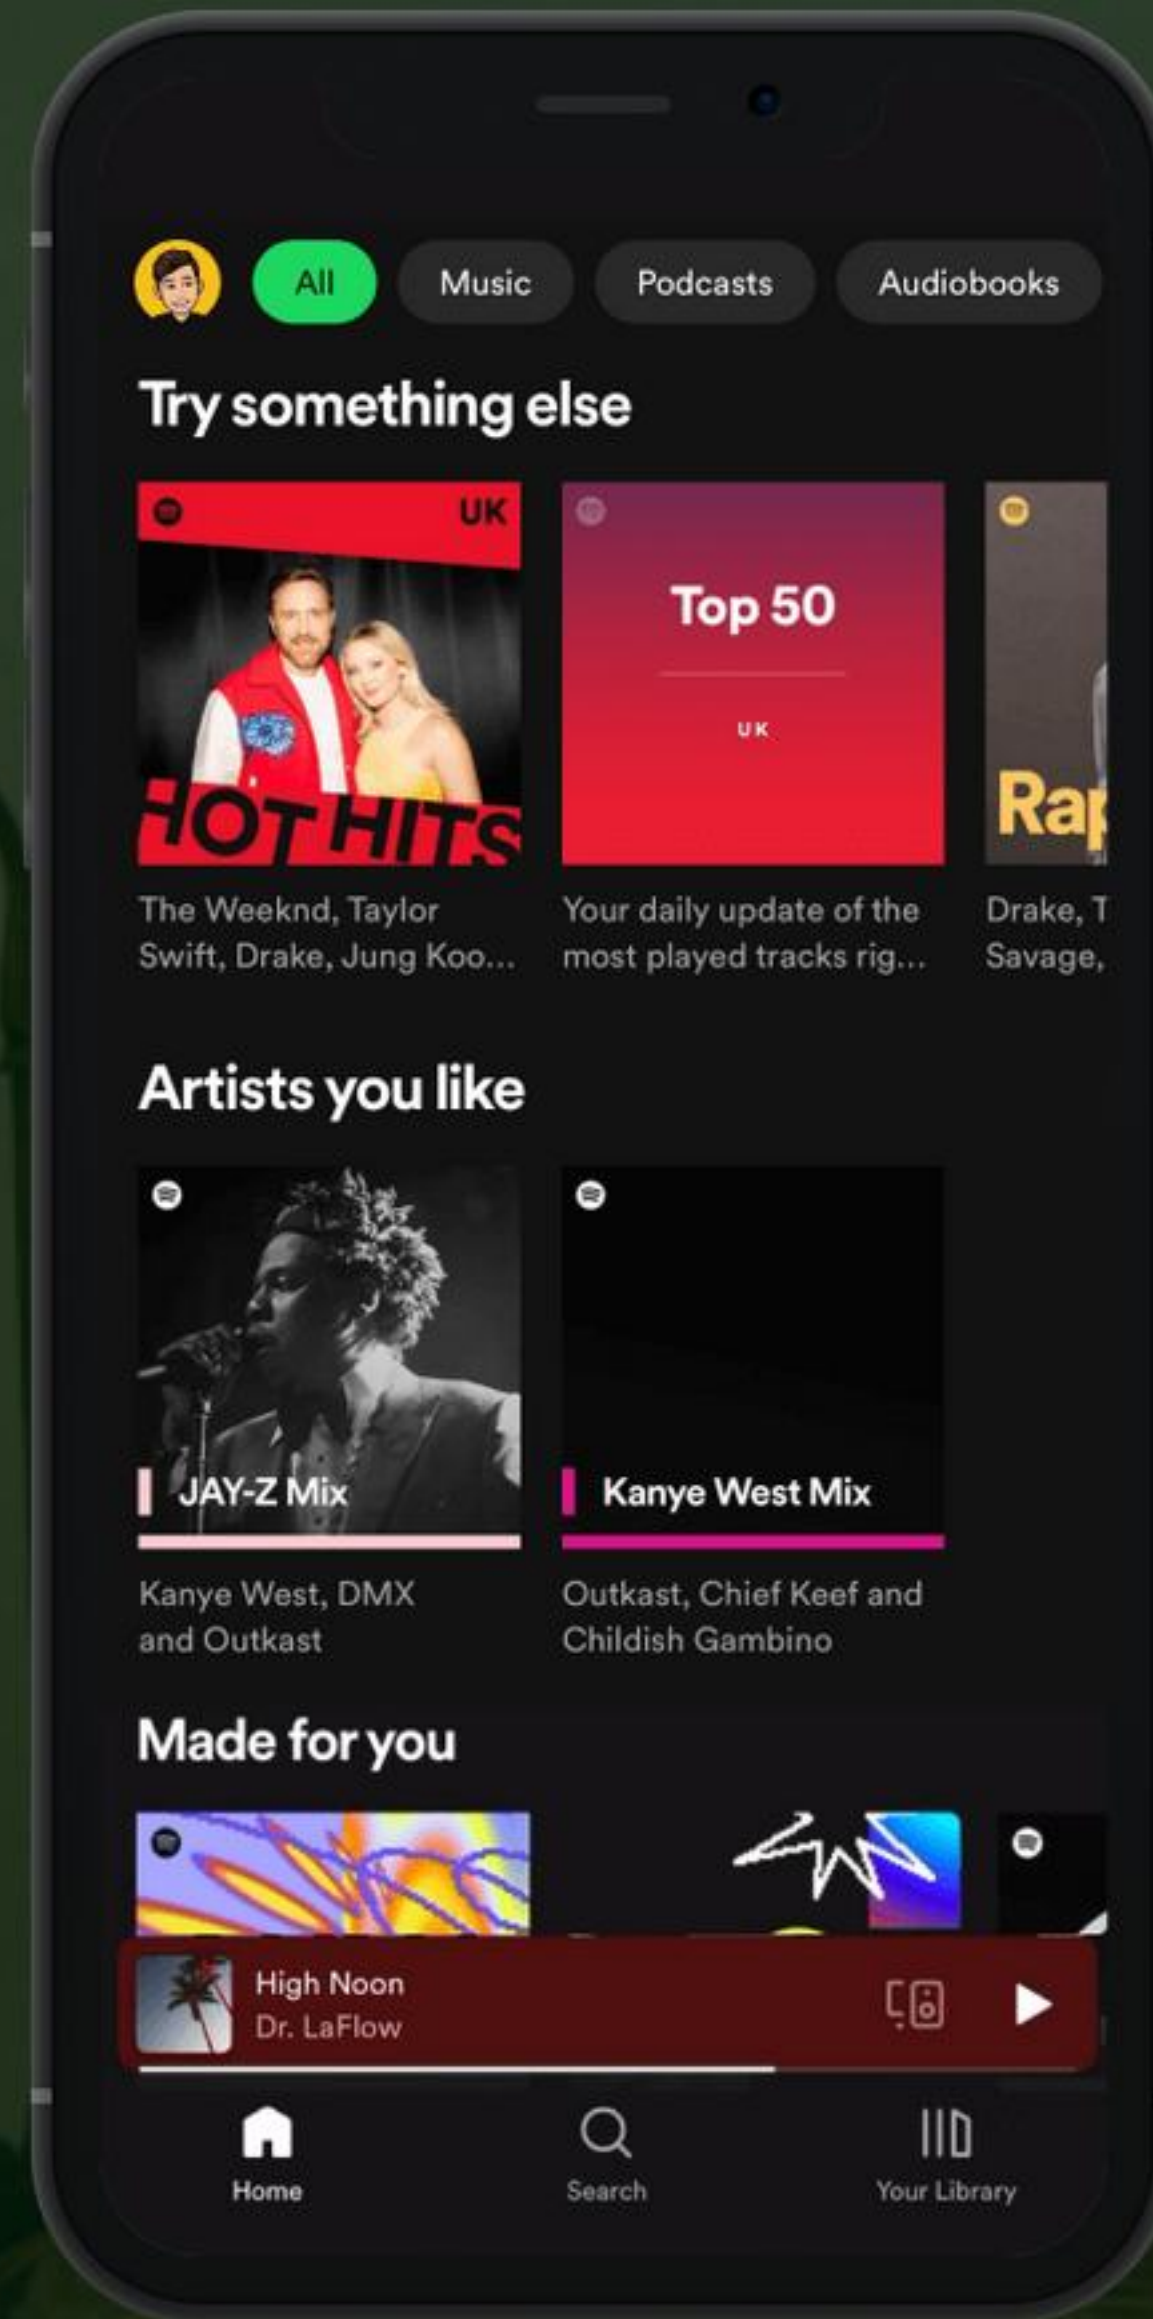 All
Music
Podcasts
Audiobooks
Try something else
UK
HOT HITS
Top 50
UK
Rap
The Weeknd, Taylor
Swift, Drake, Jung Koo...
Your daily update of the
most played tracks rig...
Drake, T
Savage,
Artists you like
JAY-Z Mix
Kanye West Mix
Kanye West, DMX
and Outkast
Outkast, Chief Keef and
Childish Gambino
Made for you
High Noon
Dr. LaFlow
Home
Search
Your Library